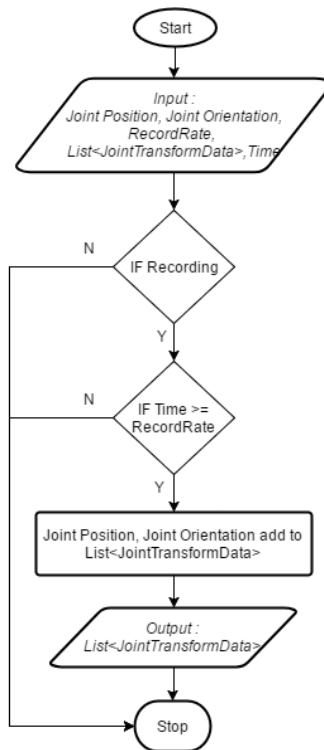 Start
Input :
Joint Position, Joint Orientation,
RecordRate,
List<JointTransformData>,Time
N
IF Recording
Y
N
IF Time >=
RecordRate
Y
Joint Position, Joint Orientation add to
List<JointTransformData>
Output :
List<JointTransformData>
Stop